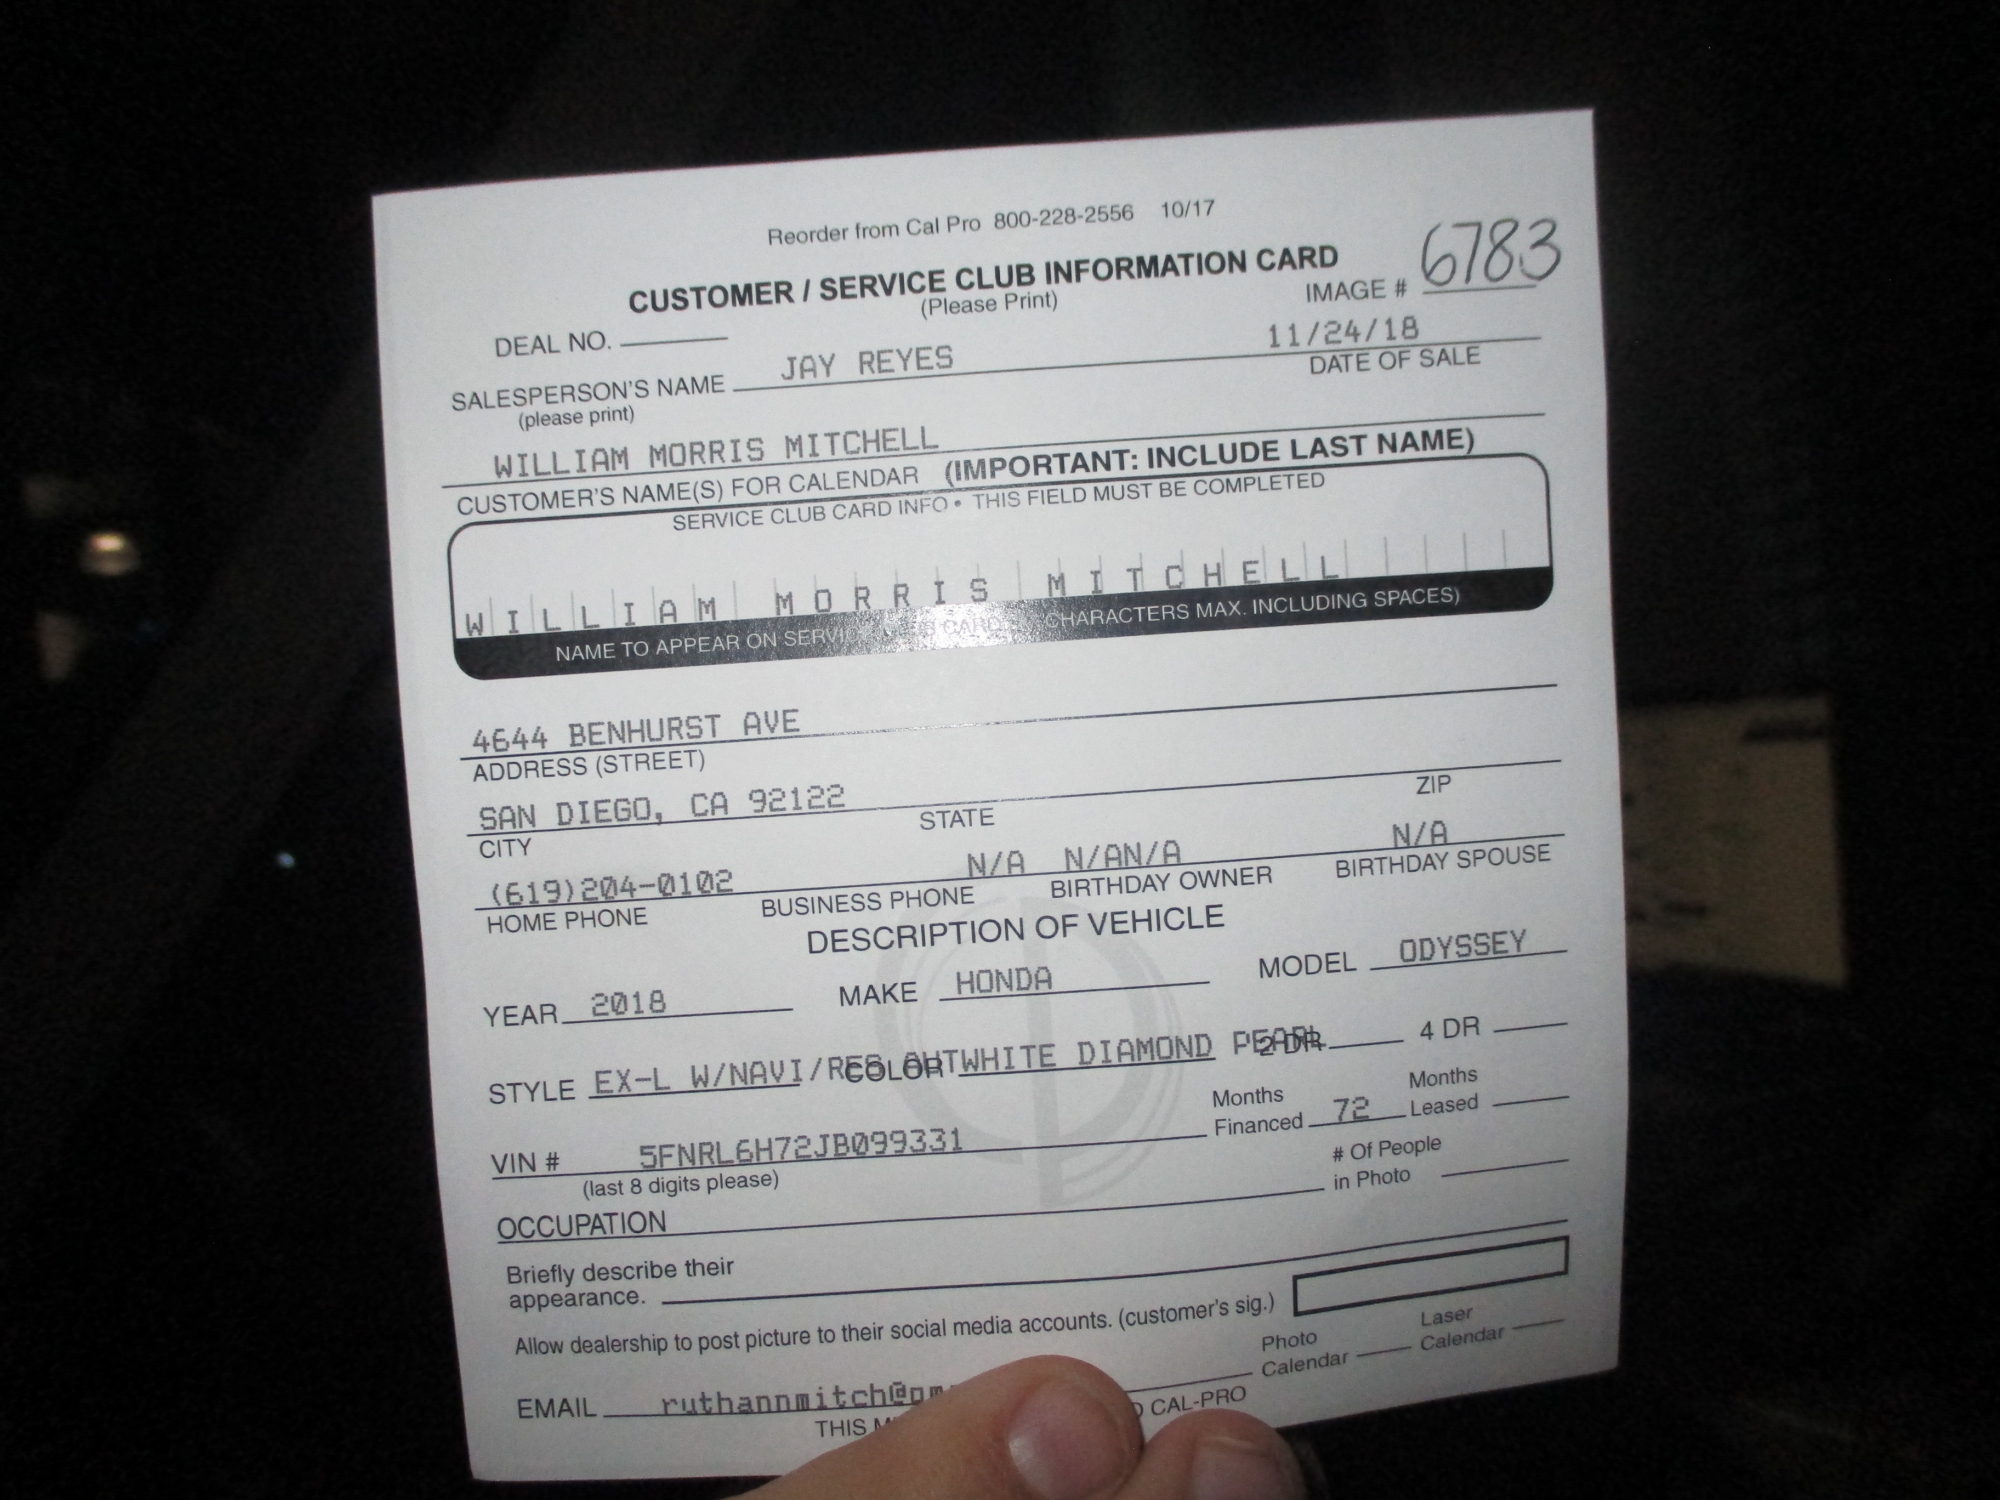 Reorder from Cal Pro 800-228-2556 10/17
CUSTOMER / SERVICE CLUB INFORMATION CARD
(Please Print)
IMAGE # 6783
DEAL NO.
SALESPERSON'S NAME JAY REYES 11/24/18
(please print) DATE OF SALE
WILLIAM MORRIS MITCHELL
CUSTOMER'S NAME(S) FOR CALENDAR (IMPORTANT: INCLUDE LAST NAME)
SERVICE CLUB CARD INFO • THIS FIELD MUST BE COMPLETED
WILLIAM MORRIS MITCHELL
NAME TO APPEAR ON CARD CHARACTERS MAX. INCLUDING SPACES)
4644 BENHURST AVE
ADDRESS (STREET)
SAN DIEGO, CA 92122
CITY STATE ZIP
(619)204-0102 N/A N/AN/A N/A
HOME PHONE BUSINESS PHONE BIRTHDAY OWNER BIRTHDAY SPOUSE
DESCRIPTION OF VEHICLE
YEAR 2018 MAKE HONDA MODEL ODYSSEY
STYLE EX-L W/NAVI/RES COLOR WHITE DIAMOND PEARL 2 DR 4 DR
VIN # 5FNRL6H72JB099331 Months Financed 72 Months Leased
(last 8 digits please)
# Of People in Photo
OCCUPATION
Briefly describe their
appearance.
Allow dealership to post picture to their social media accounts. (customer's sig.)
Photo Calendar Laser Calendar
EMAIL ruthannmitch@
THIS CAL-PRO